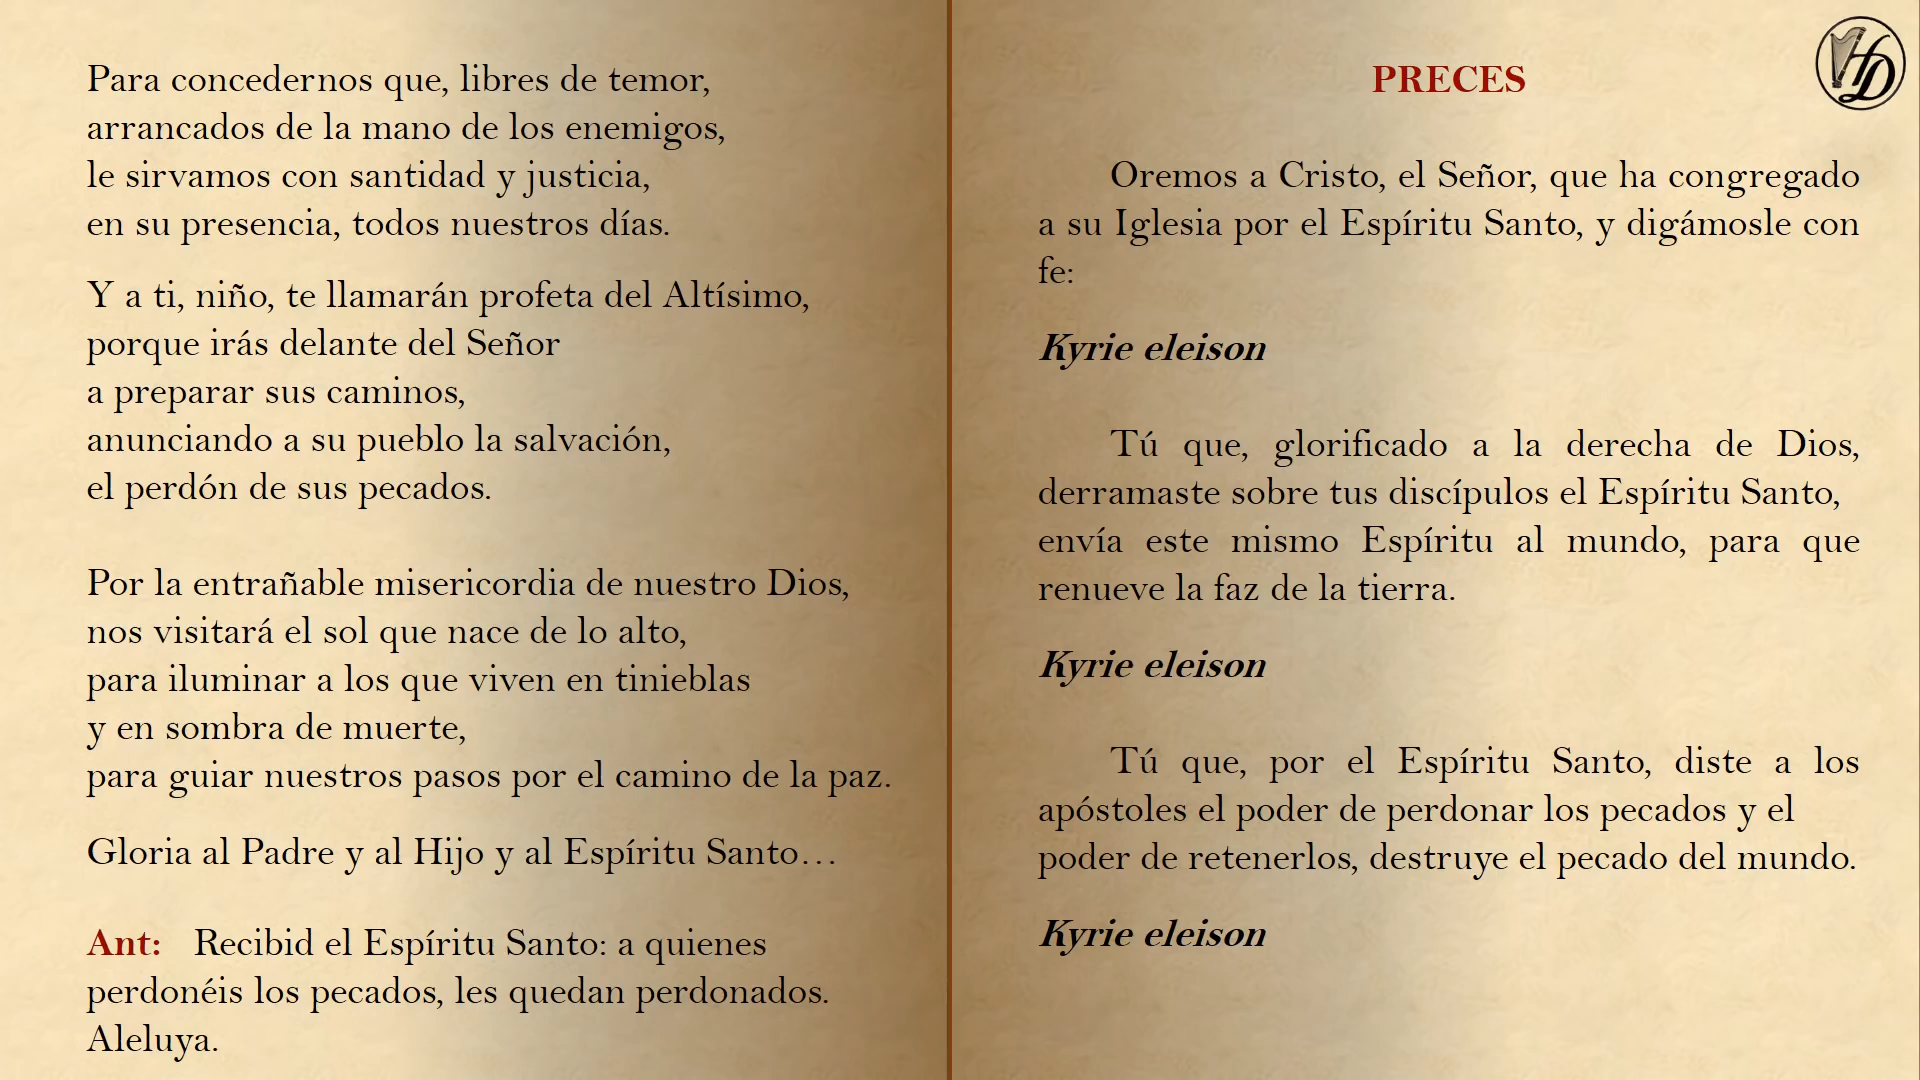 Para concedernos que, libres de temor,
arrancados de la mano de los enemigos,
le sirvamos con santidad y justicia,
en su presencia, todos nuestros días.
Y a ti, niño, te llamarán profeta del Altísimo,
porque irás delante del Señor
a preparar sus caminos,
anunciando a su pueblo la salvación,
el perdón de sus pecados.
Por la entrañable misericordia de nuestro Dios,
nos visitará el sol que nace de lo alto,
para iluminar a los que viven en tinieblas
y en sombra de muerte,
para guiar nuestros pasos por el camino de la paz.
Gloria al Padre y al Hijo y al Espíritu Santo…
Ant: Recibid el Espíritu Santo: a quienes
perdonéis los pecados, les quedan perdonados.
Aleluya.
PRECES
Oremos a Cristo, el Señor, que ha congregado
a su Iglesia por el Espíritu Santo, y digámosle con
fe:
Kyrie eleison
Tú que, glorificado a la derecha de Dios,
derramaste sobre tus discípulos el Espíritu Santo,
envía este mismo Espíritu al mundo, para que
renueve la faz de la tierra.
Kyrie eleison
Tú que, por el Espíritu Santo, diste a los
apóstoles el poder de perdonar los pecados y el
poder de retenerlos, destruye el pecado del mundo.
Kyrie eleison
HD